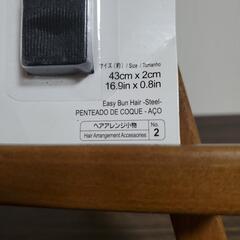 サイズ（約）/ Size / Tamanho
43cm x 2cm
16.9in x 0.8in
Easy Bun Hair -Steel-
PENTEADO DE COQUE - AÇO
ヘアアレンジ小物
Hair Arrangement Accessories
No.
2